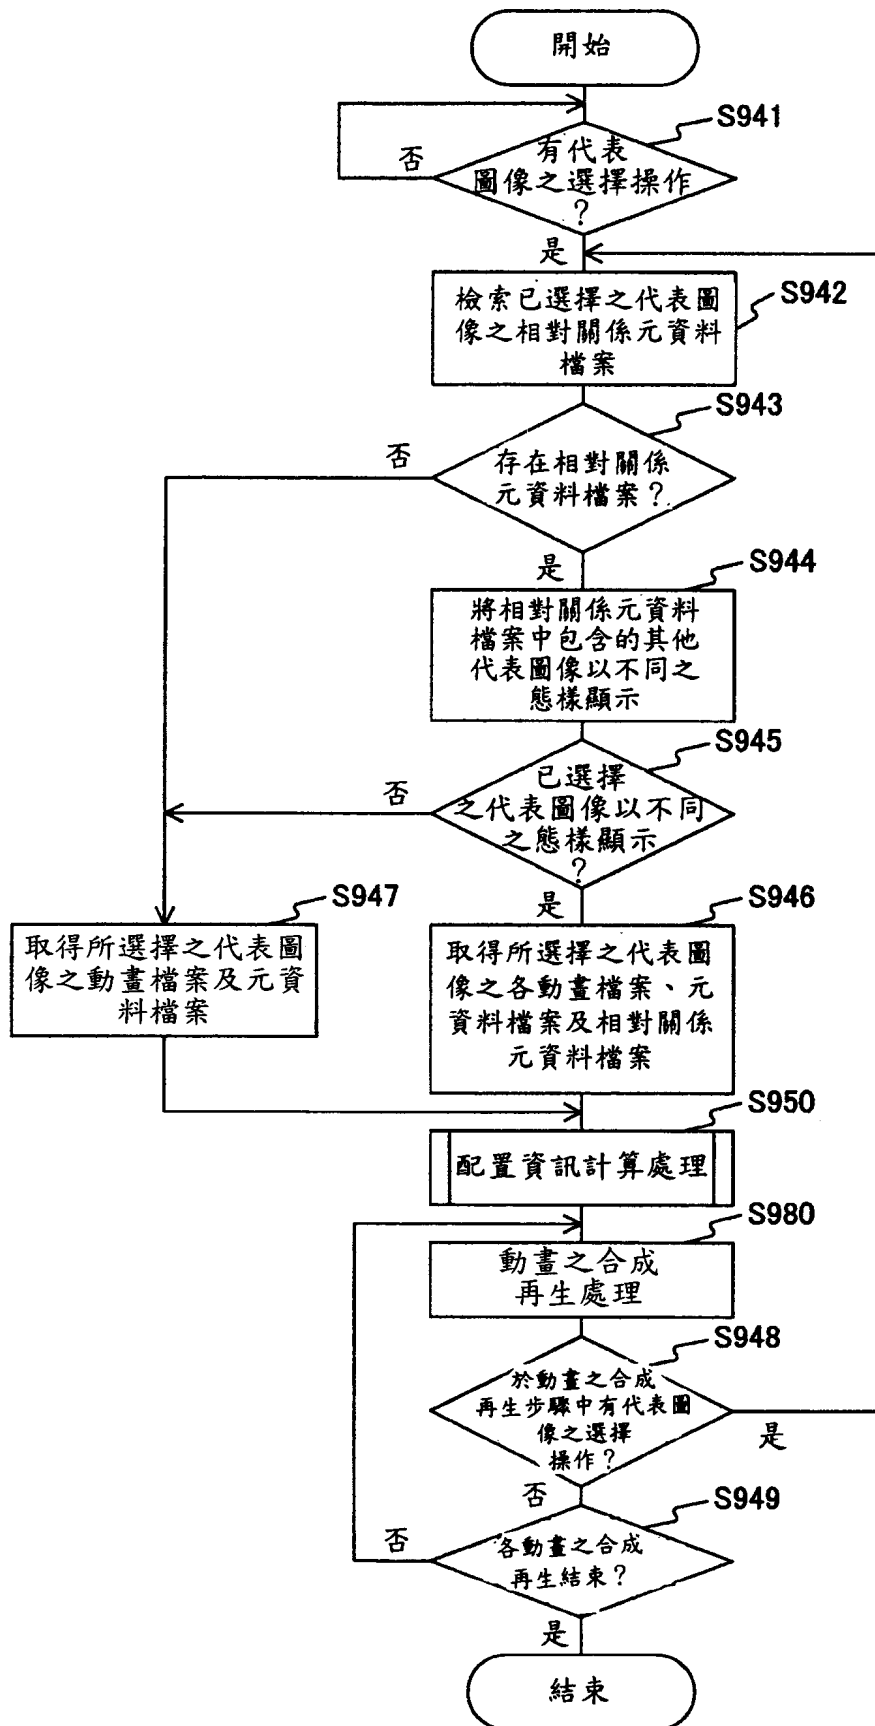 開始
S941
有代表
圖像之選擇操作
？
否
是
S942
檢索已選擇之代表圖
像之相對關係元資料
檔案
S943
存在相對關係
元資料檔案？
否
是
S944
將相對關係元資料
檔案中包含的其他
代表圖像以不同之
態樣顯示
S945
已選擇
之代表圖像以不同
之態樣顯示
？
否
是
S947
取得所選擇之代表圖
像之動畫檔案及元資
料檔案
S946
取得所選擇之代表圖
像之各動畫檔案、元
資料檔案及相對關係
元資料檔案
S950
配置資訊計算處理
S980
動畫之合成
再生處理
S948
於動畫之合成
再生步驟中有代表圖
像之選擇
操作？
是
否
S949
各動畫之合成
再生結束？
否
是
結束